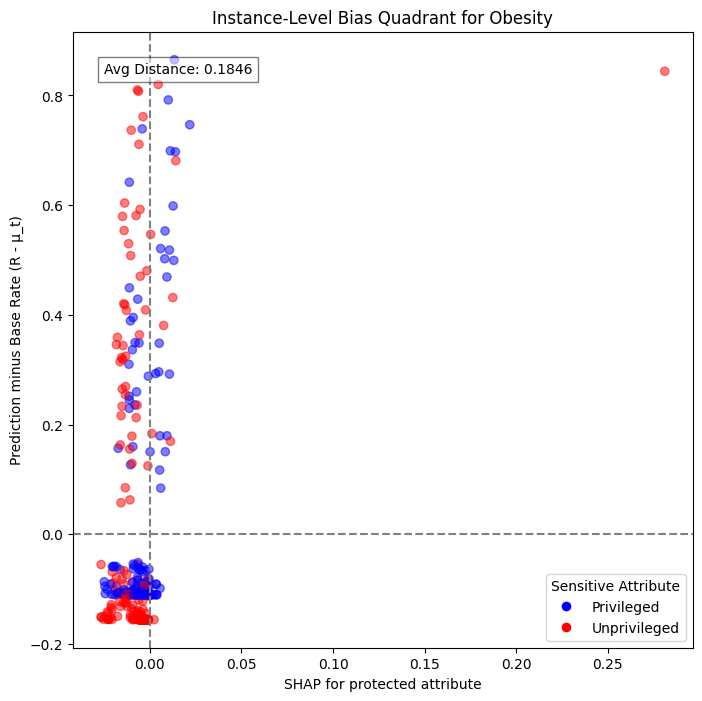 Instance-Level Bias Quadrant for Obesity
Avg Distance: 0.1846
Prediction minus Base Rate (R - μ_t)
0.8
0.6
0.4
0.2
0.0
−0.2
Sensitive Attribute
Privileged
Unprivileged
0.00 0.05 0.10 0.15 0.20 0.25
SHAP for protected attribute